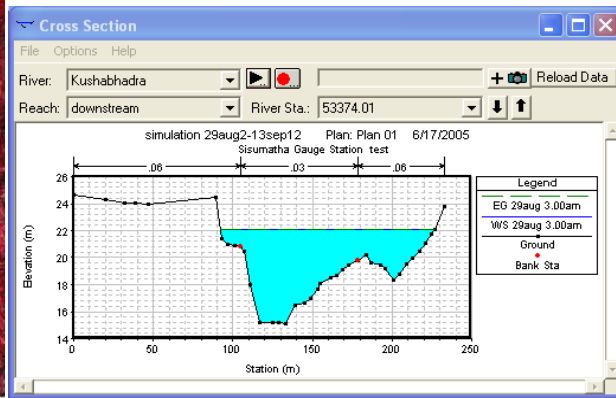 Cross Section
File Options Help
River: Kushabhadra Reload Data
Reach: downstream River Sta.: 53374.01
simulation 29aug2-13sep12 Plan: Plan 01 6/17/2005
Sisumatha Gauge Station test
.06 .03 .06
Legend
EG 29aug 3.00am
WS 29aug 3.00am
Ground
Bank Sta
Elevation (m)
26
24
22
20
18
16
14
0 50 100 150 200 250
Station (m)